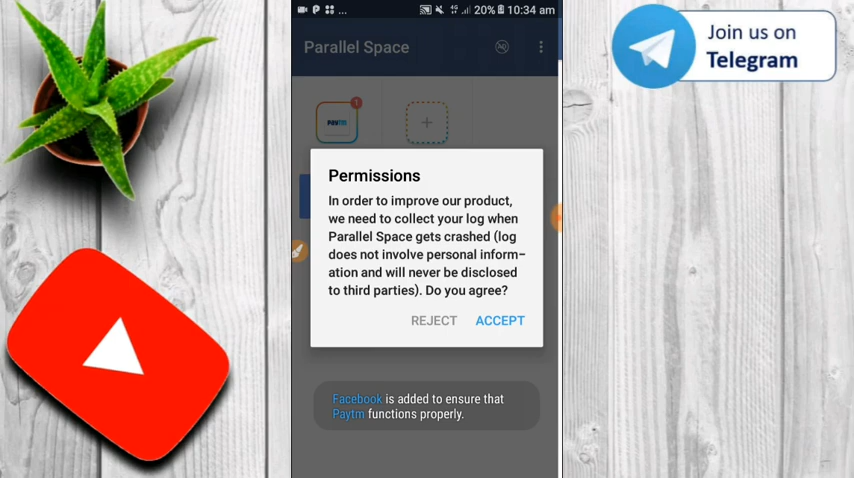 20% 10:34 am
Parallel Space
PAYTM
1
Permissions
In order to improve our product,
we need to collect your log when
Parallel Space gets crashed (log
does not involve personal inform-
ation and will never be disclosed
to third parties). Do you agree?
REJECT ACCEPT
Facebook is added to ensure that
Paytm functions properly.
Join us on
Telegram